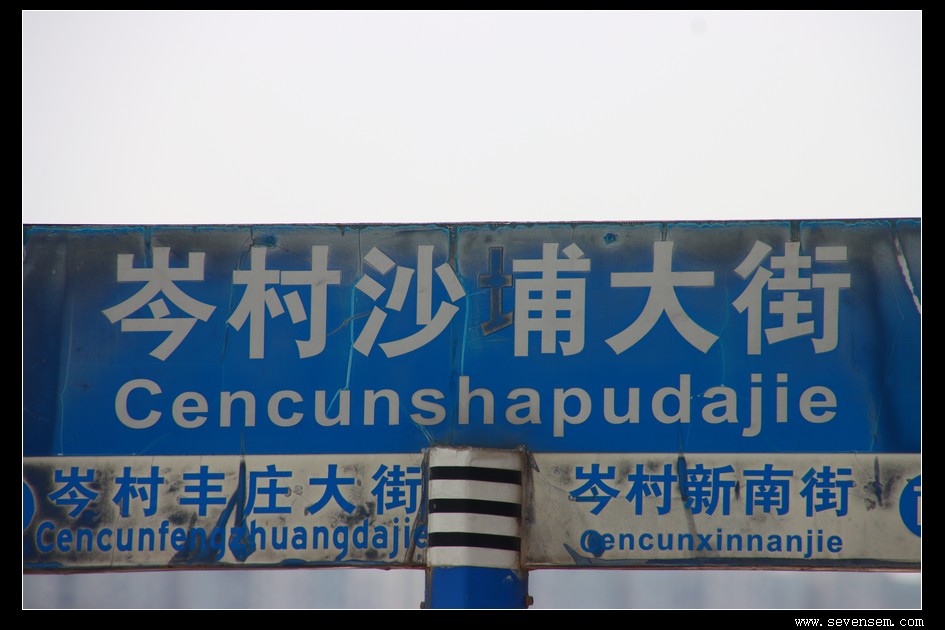 岑村沙埔大街
Cencunshapudajie
岑村丰庄大街
Cencunfengzhuangdajie
岑村新南街
Cencunxinnanjie
www.sevensem.com